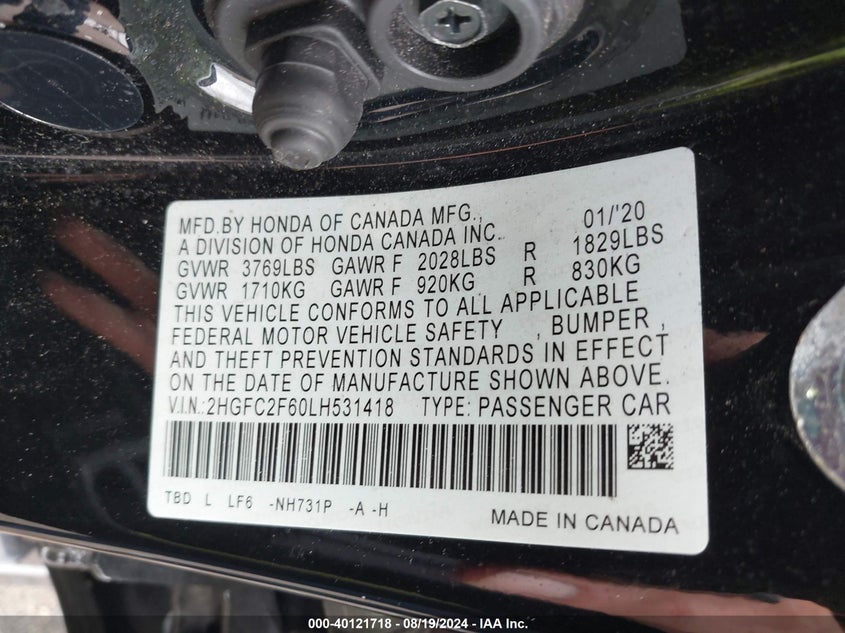 MFD.BY HONDA OF CANADA MFG., 01/'20
A DIVISION OF HONDA CANADA INC.
GVWR 3769LBS GAWR F 2028LBS R 1829LBS
GVWR 1710KG GAWR F 920KG R 830KG
THIS VEHICLE CONFORMS TO ALL APPLICABLE
FEDERAL MOTOR VEHICLE SAFETY , BUMPER ,
AND THEFT PREVENTION STANDARDS IN EFFECT
ON THE DATE OF MANUFACTURE SHOWN ABOVE.
V.I.N.:2HGFC2F60LH531418 TYPE: PASSENGER CAR
TBD L LF6 -NH731P -A -H
MADE IN CANADA
000-40121718 - 08/19/2024 - IAA Inc.